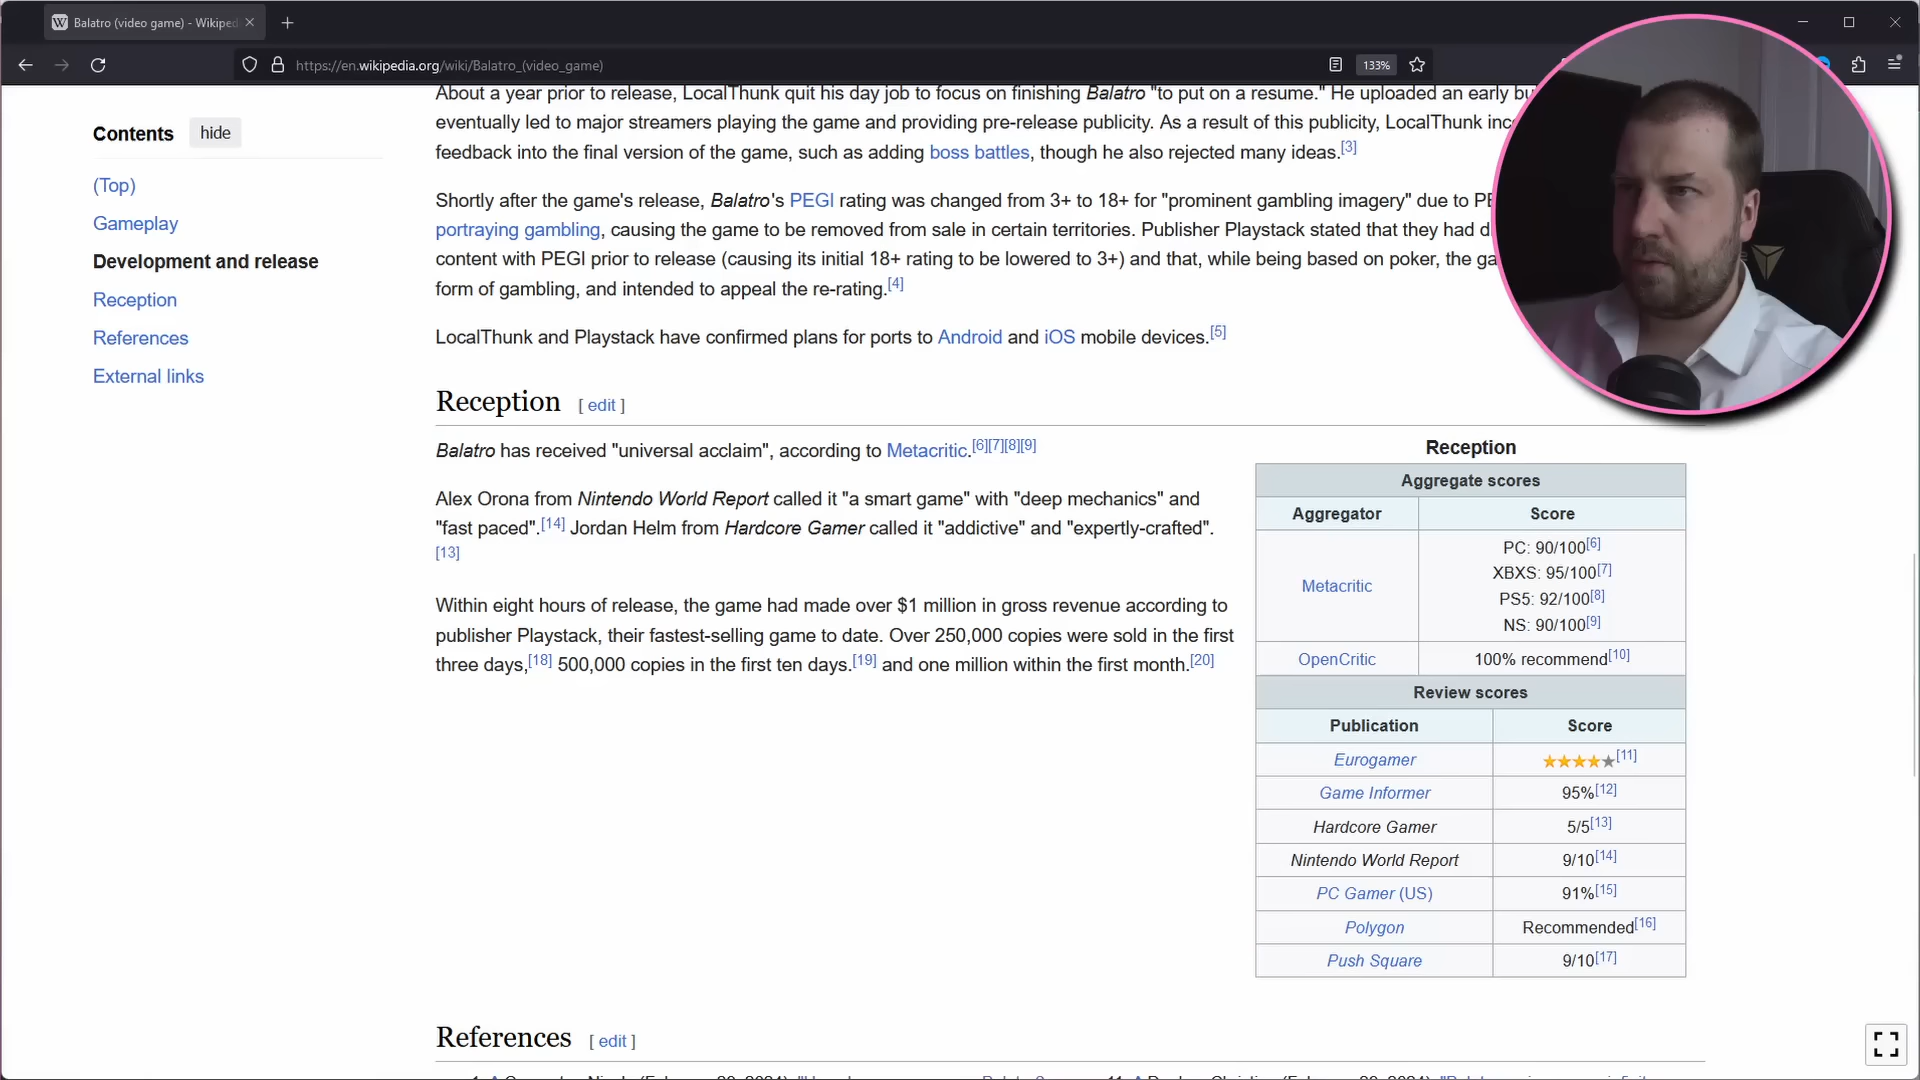 Balatro (video game) - Wikiped
https://en.wikipedia.org/wiki/Balatro_(video_game)
133%
Contents hide
(Top)
Gameplay
Development and release
Reception
References
External links
About a year prior to release, LocalThunk quit his day job to focus on finishing Balatro "to put on a resume." He uploaded an early
eventually led to major streamers playing the game and providing pre-release publicity. As a result of this publicity, LocalThunk
feedback into the final version of the game, such as adding boss battles, though he also rejected many ideas.[3]
Shortly after the game's release, Balatro's PEGI rating was changed from 3+ to 18+ for "prominent gambling imagery" due to
portraying gambling, causing the game to be removed from sale in certain territories. Publisher Playstack stated that they had
content with PEGI prior to release (causing its initial 18+ rating to be lowered to 3+) and that, while being based on poker, the
form of gambling, and intended to appeal the re-rating.[4]
LocalThunk and Playstack have confirmed plans for ports to Android and iOS mobile devices.[5]
Reception [ edit ]
Balatro has received "universal acclaim", according to Metacritic.[6][7][8][9]
Alex Orona from Nintendo World Report called it "a smart game" with "deep mechanics" and
"fast paced".[14] Jordan Helm from Hardcore Gamer called it "addictive" and "expertly-crafted".
[13]
Within eight hours of release, the game had made over $1 million in gross revenue according to
publisher Playstack, their fastest-selling game to date. Over 250,000 copies were sold in the first
three days,[18] 500,000 copies in the first ten days.[19] and one million within the first month.[20]
Reception
Aggregate scores
Aggregator Score
Metacritic PC: 90/100[6]
XBXS: 95/100[7]
PS5: 92/100[8]
NS: 90/100[9]
OpenCritic 100% recommend[10]
Review scores
Publication Score
Eurogamer [11]
Game Informer 95%[12]
Hardcore Gamer 5/5[13]
Nintendo World Report 9/10[14]
PC Gamer (US) 91%[15]
Polygon Recommended[16]
Push Square 9/10[17]
References [ edit ]